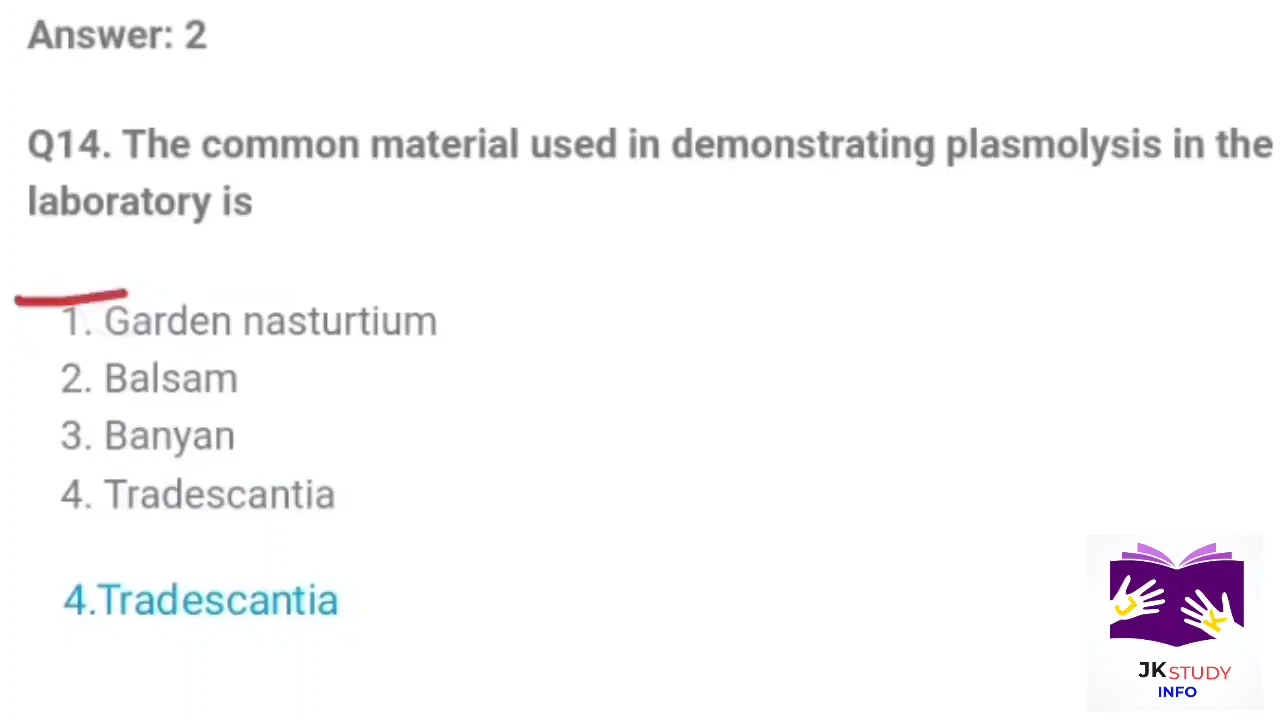 Answer: 2
Q14. The common material used in demonstrating plasmolysis in the
laboratory is
1. Garden nasturtium
2. Balsam
3. Banyan
4. Tradescantia
4.Tradescantia
J K
JK STUDY
INFO